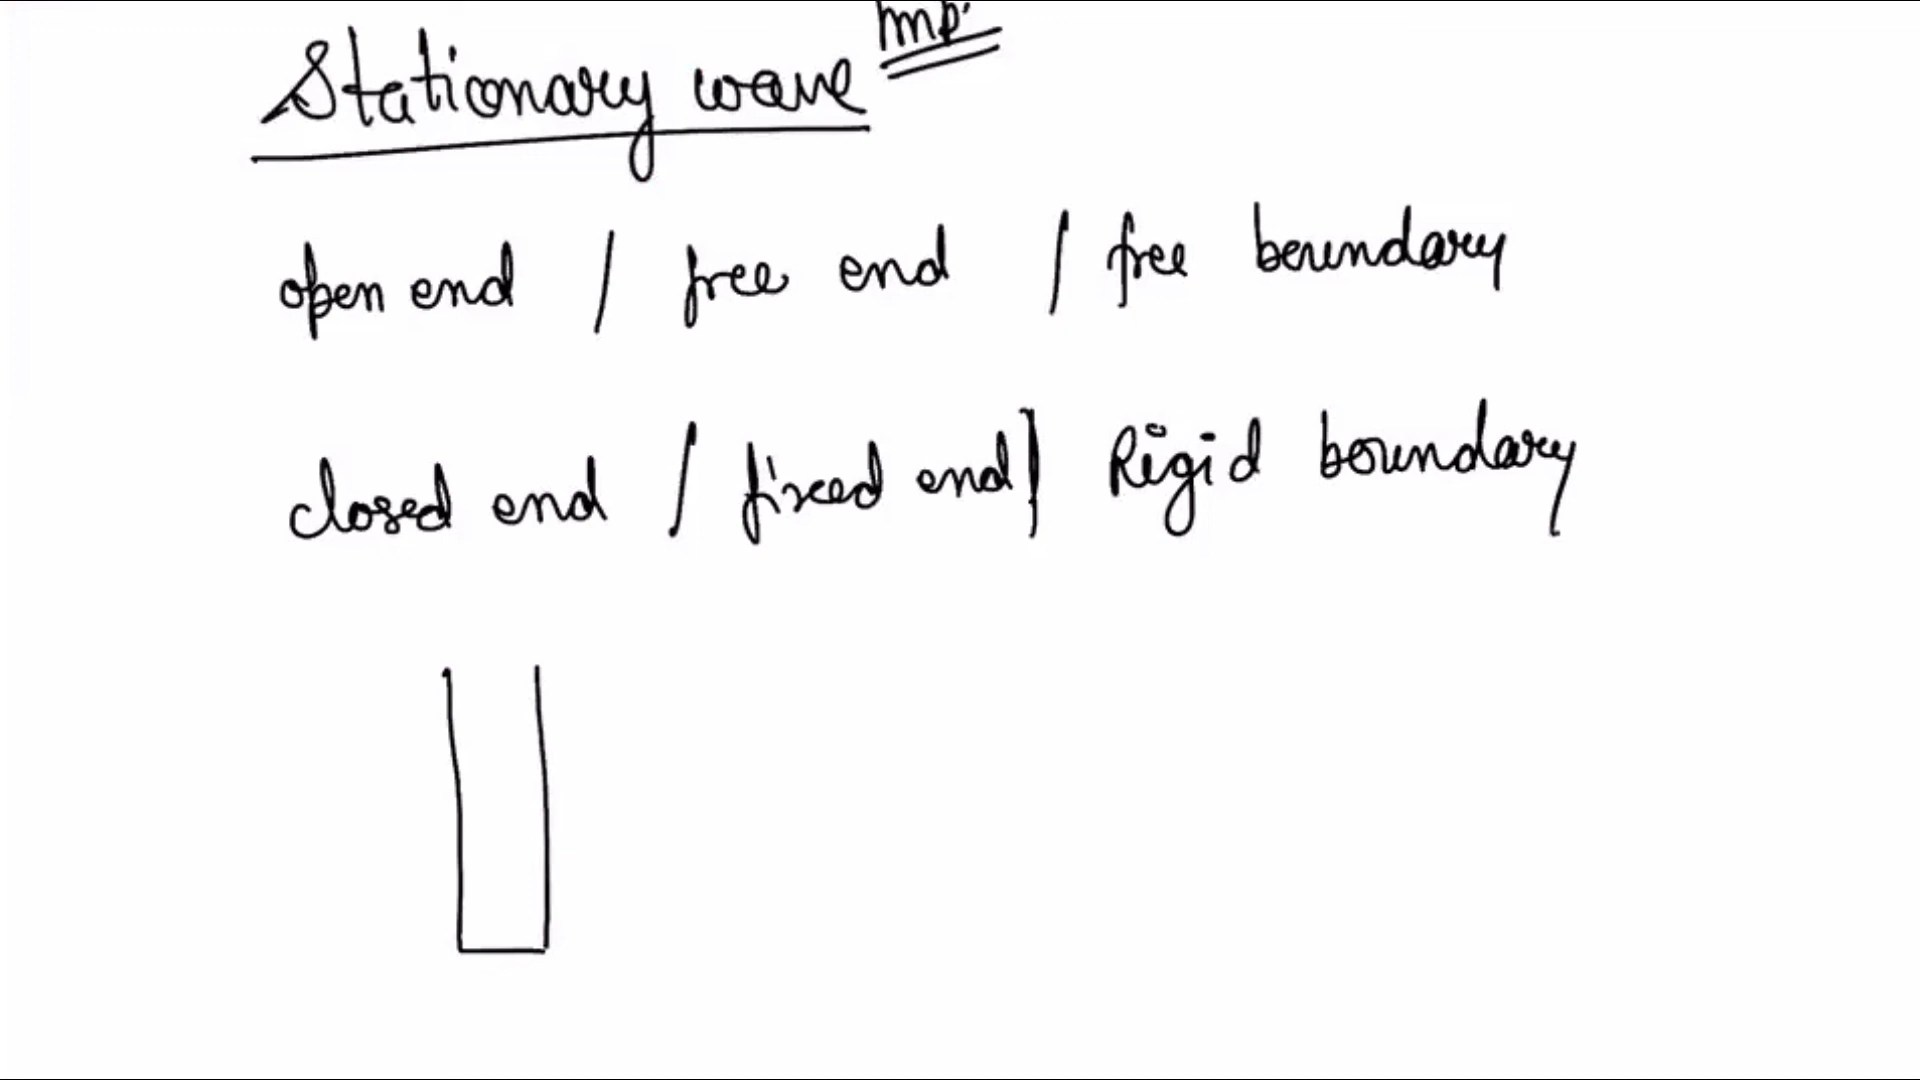 Stationary wave Imp.
open end / free end / free boundary
closed end / fixed end / Rigid boundary